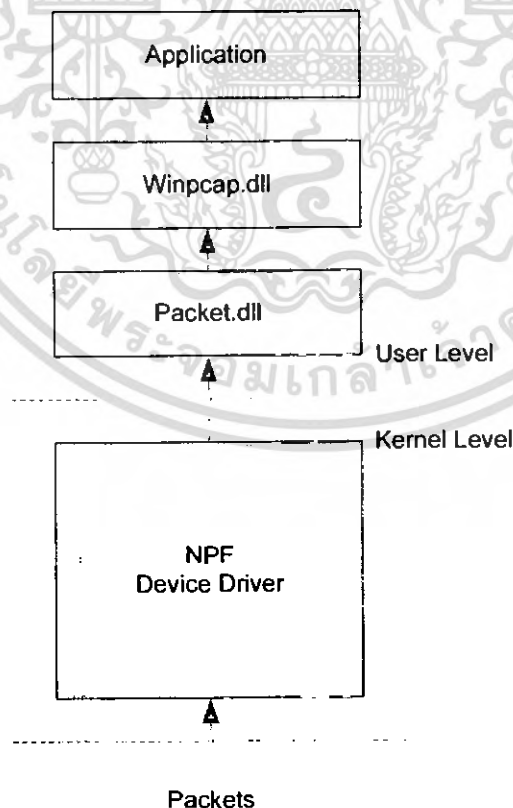 Application
Winpcap.dll
Packet.dll
User Level
Kernel Level
NPF
Device Driver
Packets